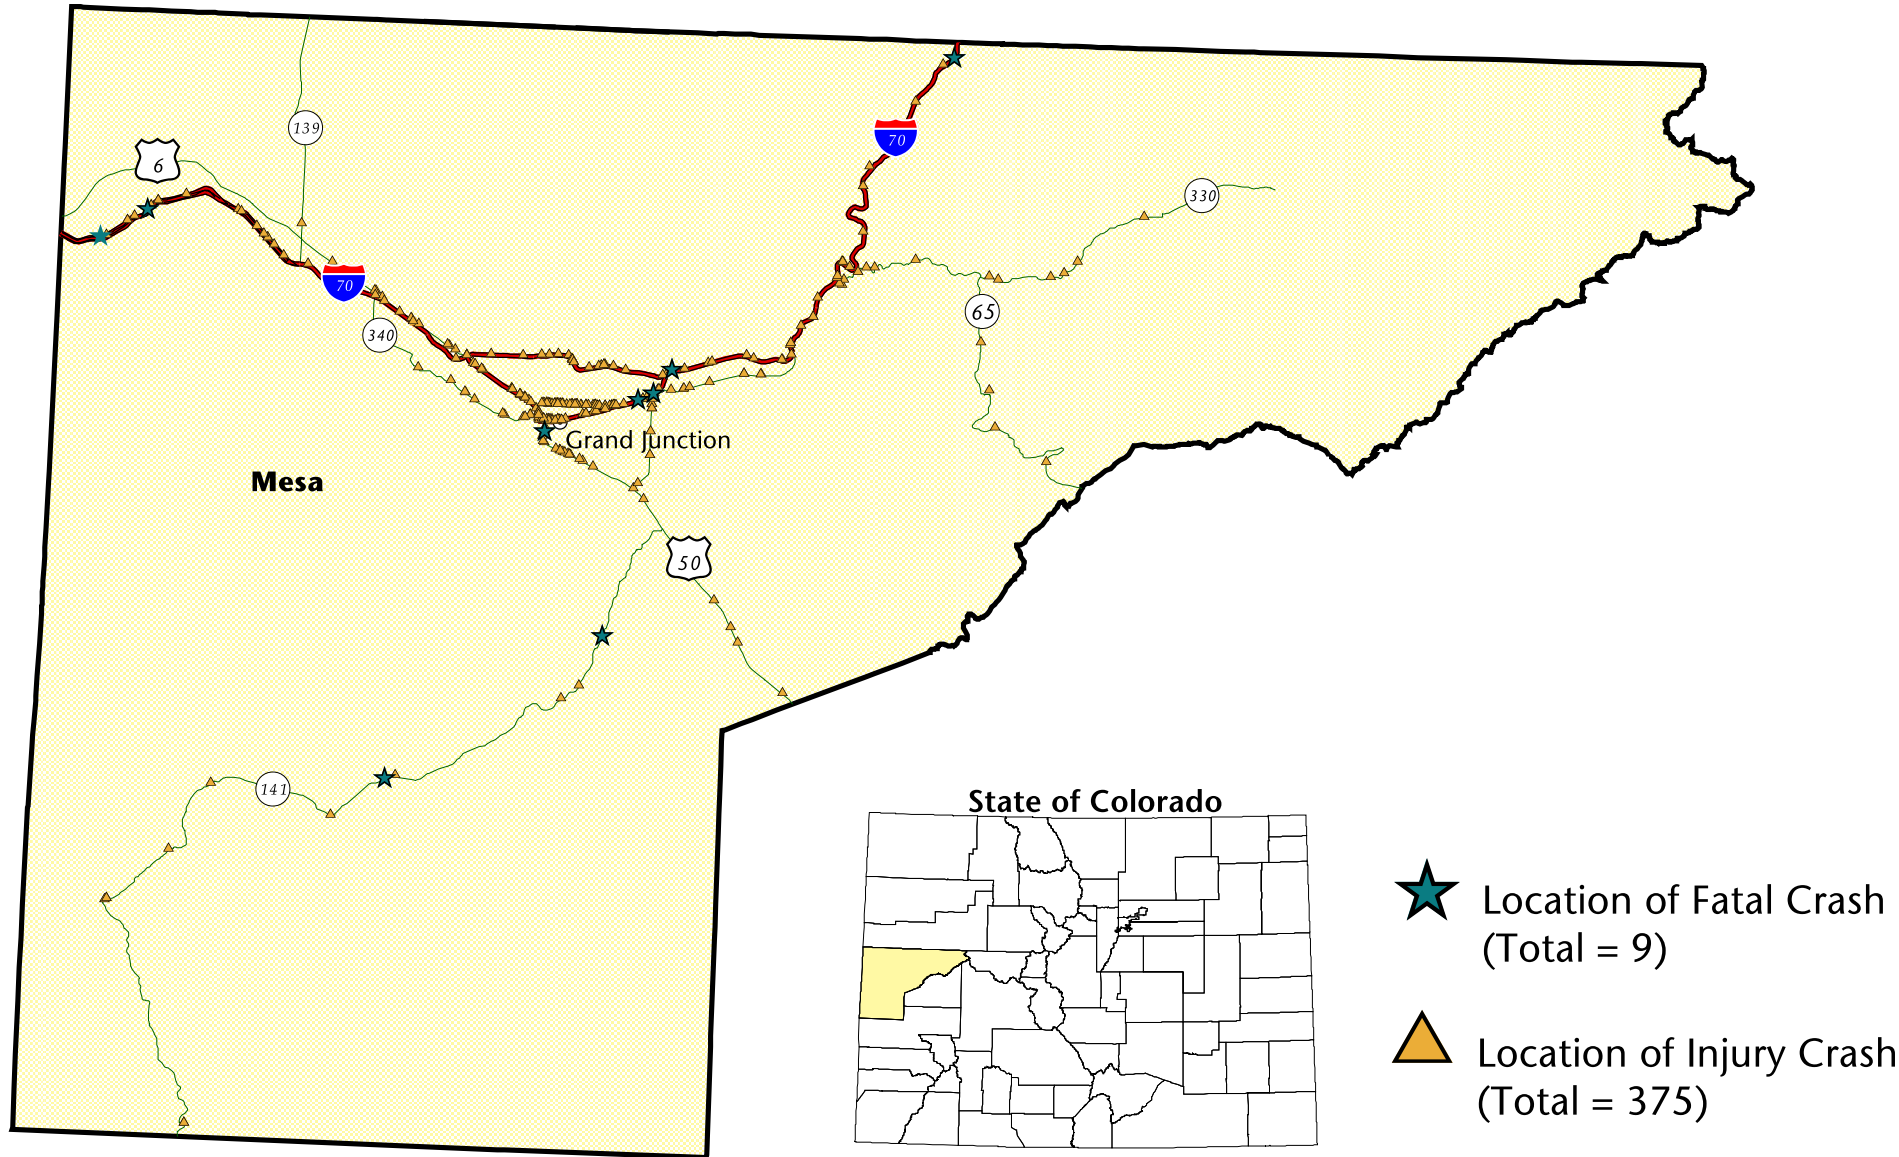 139
70
6
330
70
65
340
Grand Junction
Mesa
50
141
State of Colorado
Location of Fatal Crash
(Total = 9)
Location of Injury Crash
(Total = 375)